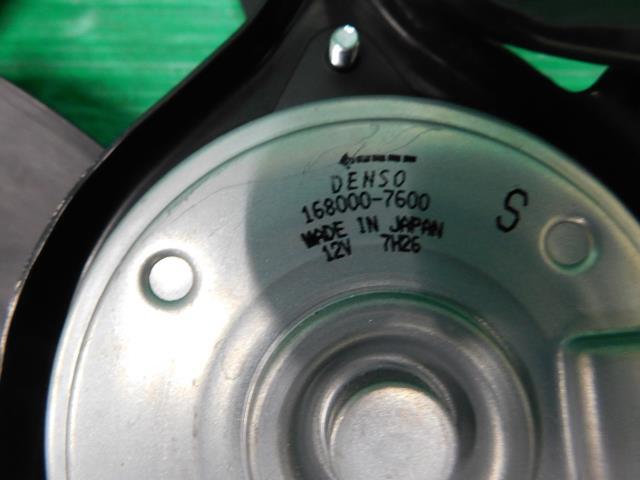 DENSO
168000-7600
S
MADE IN JAPAN
12V 7H26